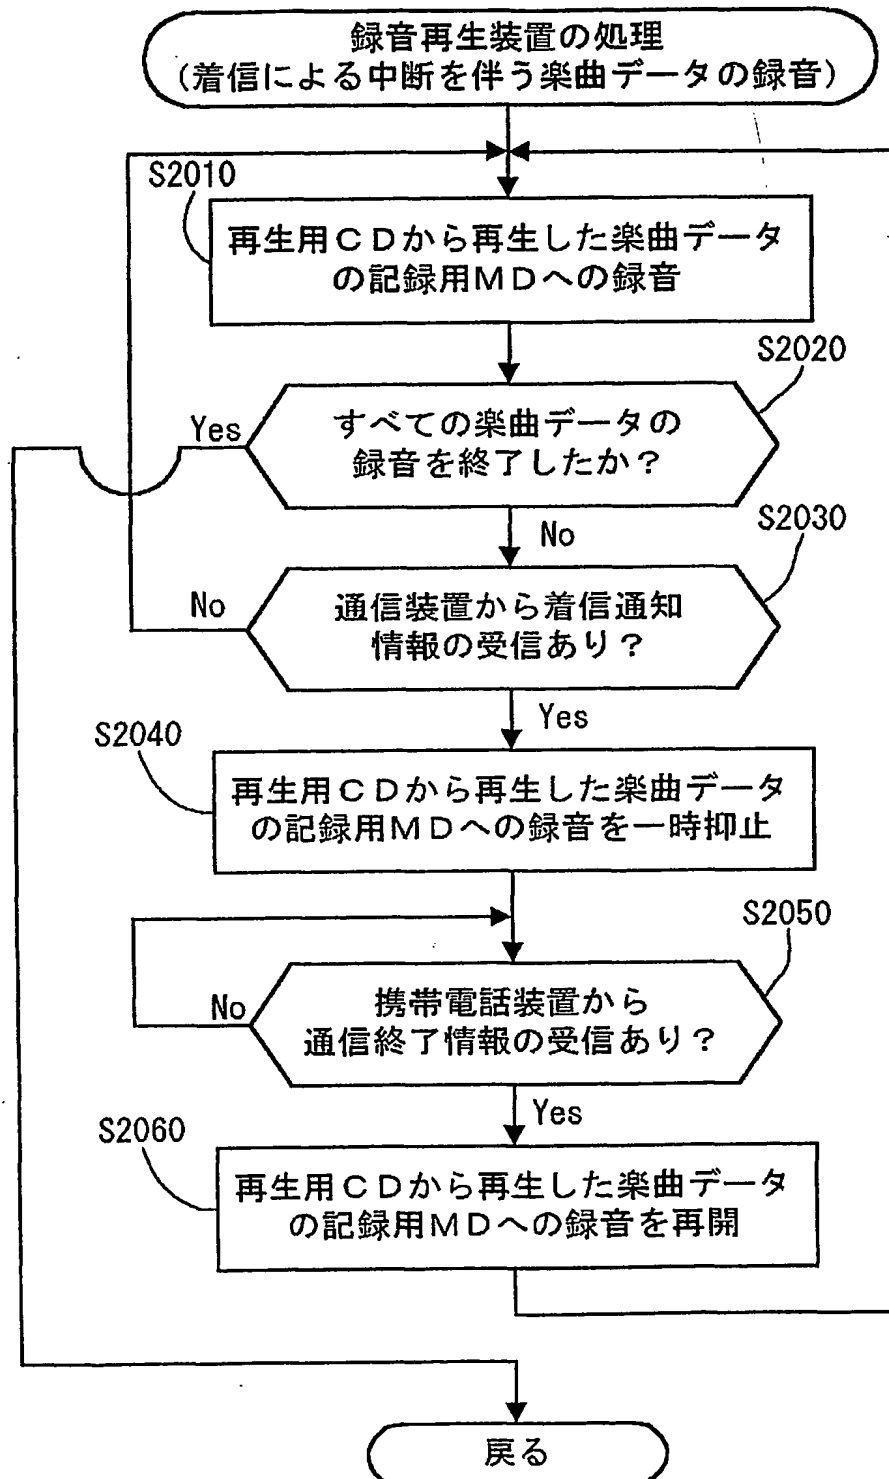 録音再生装置の処理
(着信による中断を伴う楽曲データの録音)
S2010
再生用CDから再生した楽曲データ
の記録用MDへの録音
S2020
すべての楽曲データの
録音を終了したか？
Yes
No
S2030
通信装置から着信通知
情報の受信あり？
No
Yes
S2040
再生用CDから再生した楽曲データ
の記録用MDへの録音を一時抑止
S2050
携帯電話装置から
通信終了情報の受信あり？
No
Yes
S2060
再生用CDから再生した楽曲データ
の記録用MDへの録音を再開
戻る